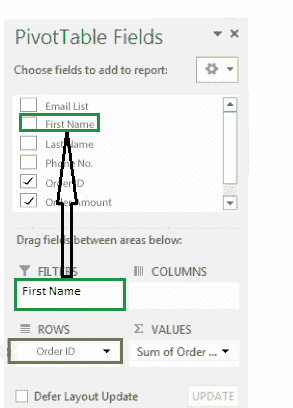 PivotTable Fields
Choose fields to add to report:
Email List
First Name
Last Name
Phone No.
Order ID
Order Amount
Drag fields between areas below:
FILTERS
COLUMNS
First Name
ROWS
Σ VALUES
Order ID
Sum of Order ...
Defer Layout Update
UPDATE